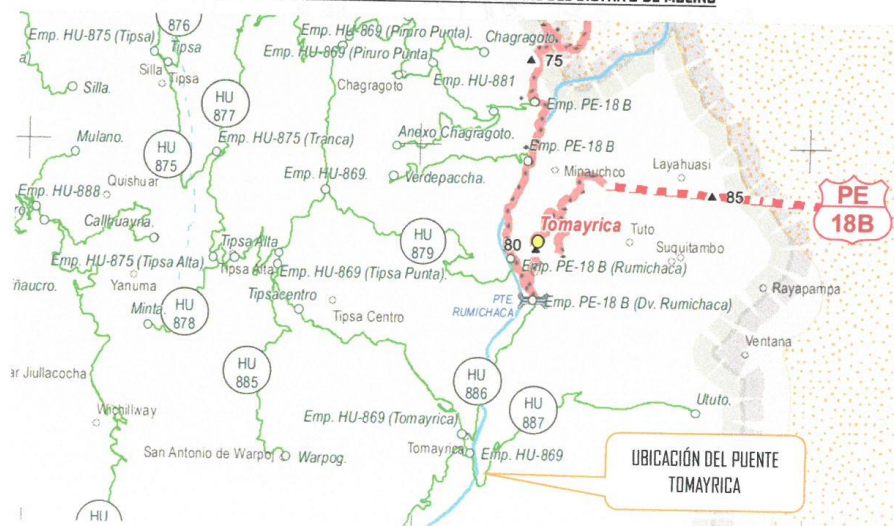 DEL DISTRITO DE MOLINO
876
Emp. HU-869 (Piruro Punta).
Chagragoto.
Emp. HU-875 (Tipsa)
Tipsa
Emp. HU-869 (Piruro Punta)
75
Silla
Tipsa
Chagragoto
Emp. HU-881
Silla.
HU
877
Emp. PE-18 B
Mulano.
Emp. HU-875 (Tranca)
Anexo Chagragoto.
Emp. PE-18 B
HU
875
Minauchco
Layahuasi
Emp. HU-888
Quishuar
Emp. HU-869.
Verdepaccha.
85
PE
18B
Callhuayna.
Tomayrica
Tuto
HU
879
80
Emp. HU-875 (Tipsa Alta)
Tipsa Alta
Tipsa Alta
Suquitambo
Emp. HU-869 (Tipsa Punta).
Emp. PE-18 B (Rumichaca)
Yanuma
ñaucro.
Rayapampa
Minta.
HU
878
Tipsacentro
Tipsa Centro
PTE.
RUMICHACA
Emp. PE-18 B (Dv. Rumichaca)
Ventana
ar Jiullacocha
HU
885
HU
886
HU
887
Ututo.
Wichillway
Emp. HU-869 (Tomayrica)
San Antonio de Warpo
Warpog.
Tomayrica
Emp. HU-869
UBICACIÓN DEL PUENTE
TOMAYRICA
HU